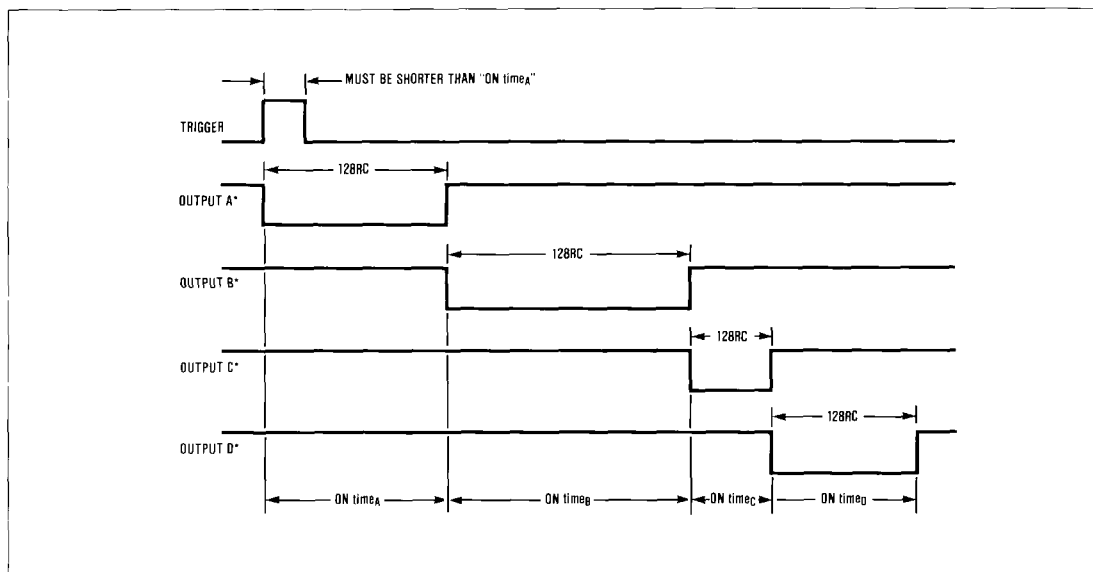 MUST BE SHORTER THAN "ON timeA"
TRIGGER
128RC
OUTPUT A*
128RC
OUTPUT B*
128RC
OUTPUT C*
128RC
OUTPUT D*
ON timeA
ON timeB
ON timeC
ON timeD